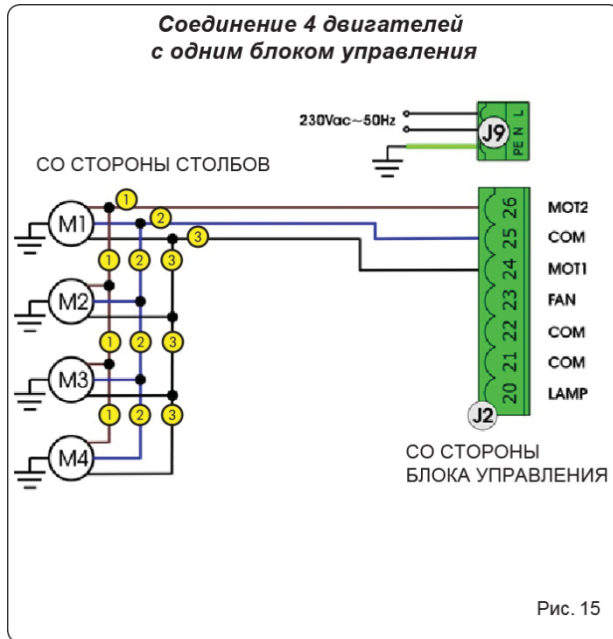 Соединение 4 двигателей
с одним блоком управления
230Vac~50Hz
J9
PE N L
СО СТОРОНЫ СТОЛБОВ
1
2
3
M1
1 2 3
M2
1 2 3
M3
1 2 3
M4
26 MOT2
25 COM
24 MOT1
23 FAN
22 COM
21 COM
20 LAMP
J2
СО СТОРОНЫ
БЛОКА УПРАВЛЕНИЯ
Рис. 15